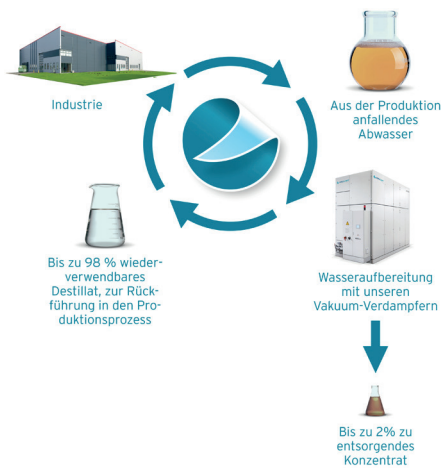 Industrie
Aus der Produktion
anfallendes
Abwasser
Wasseraufbereitung
mit unseren
Vakuum-Verdampfern
Bis zu 2% zu
entsorgendes
Konzentrat
Bis zu 98 % wieder-
verwendbares
Destillat, zur Rück-
führung in den Pro-
duktionsprozess